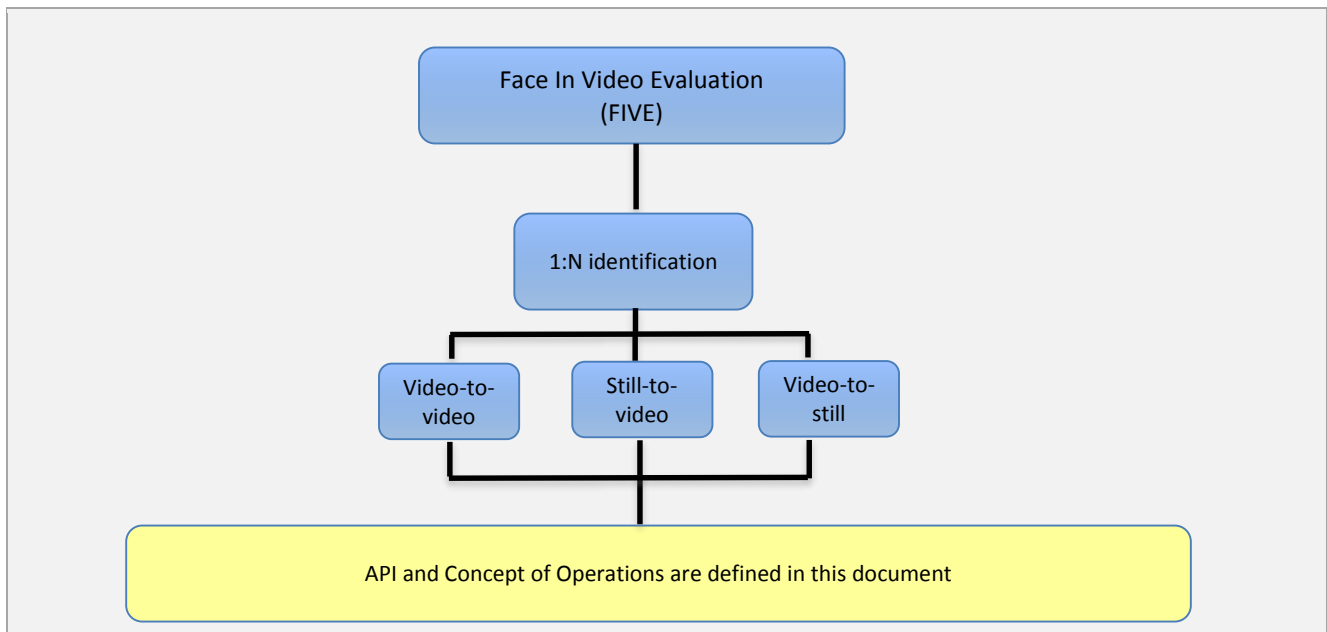 Face In Video Evaluation
(FIVE)
1:N identification
Video-to-
video
Still-to-
video
Video-to-
still
API and Concept of Operations are defined in this document